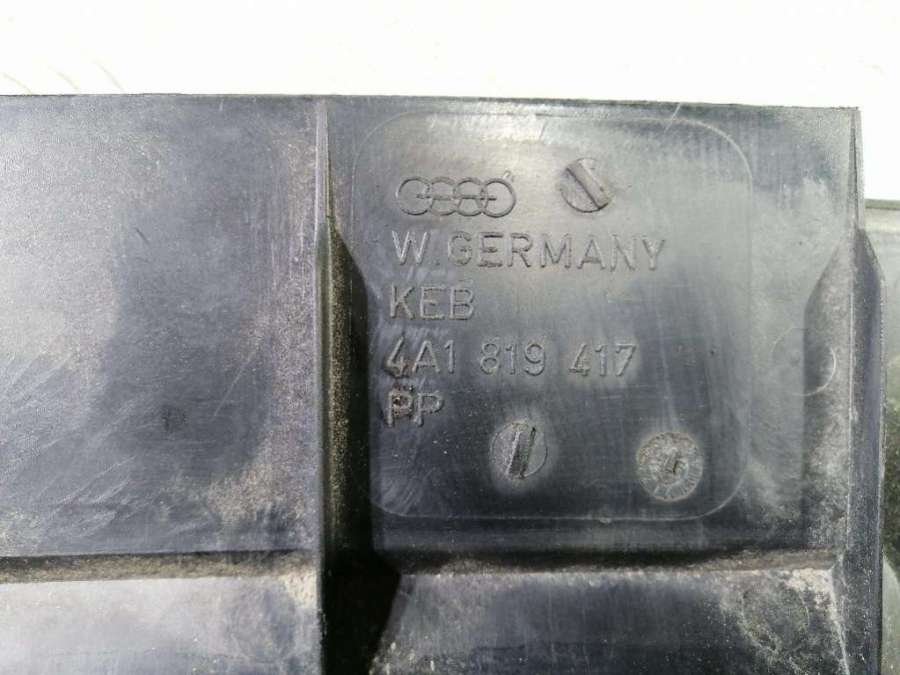 W.GERMANY
KEB
4A1 819 417
PP